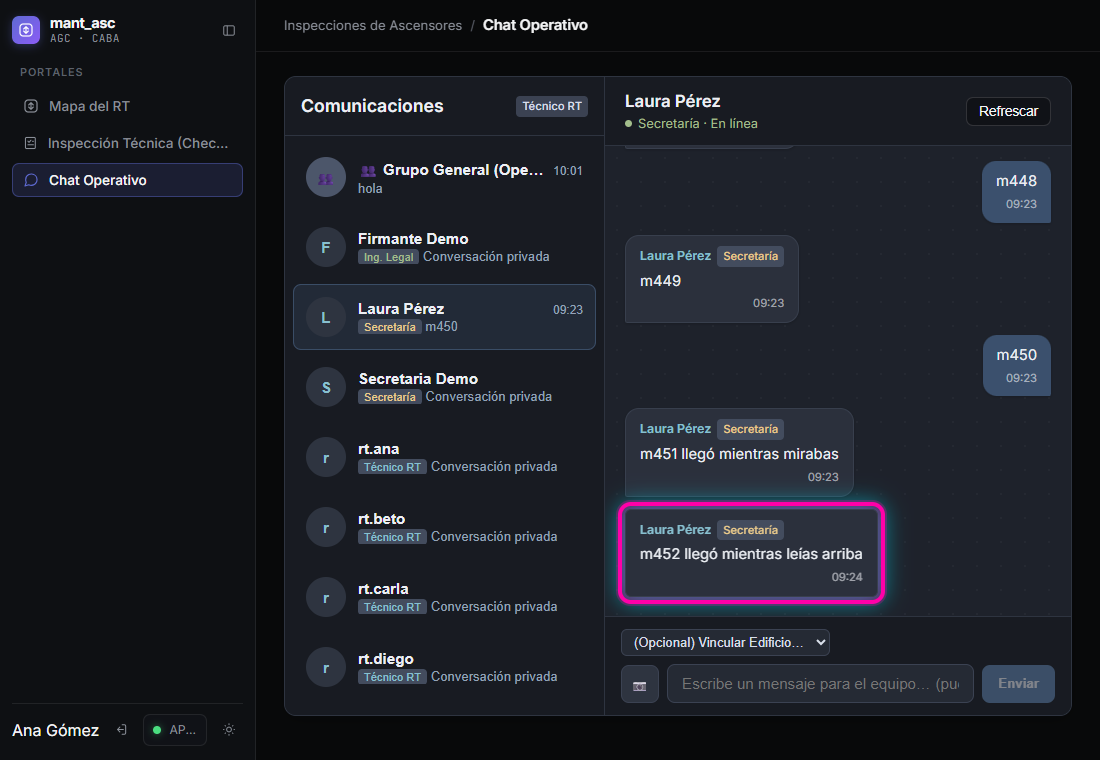 mant_asc
AGC · CABA
PORTALES
Mapa del RT
Inspección Técnica (Chec...
Chat Operativo
Ana Gómez
AP...
Inspecciones de Ascensores / Chat Operativo
Comunicaciones
Técnico RT
Grupo General (Ope... 10:01
hola
F
Firmante Demo
Ing. Legal Conversación privada
L
Laura Pérez 09:23
Secretaría m450
S
Secretaria Demo
Secretaría Conversación privada
r
rt.ana
Técnico RT Conversación privada
r
rt.beto
Técnico RT Conversación privada
r
rt.carla
Técnico RT Conversación privada
r
rt.diego
Técnico RT Conversación privada
Laura Pérez
Secretaría · En línea
Refrescar
m448
09:23
Laura Pérez Secretaría
m449
09:23
m450
09:23
Laura Pérez Secretaría
m451 llegó mientras mirabas
09:23
Laura Pérez Secretaría
m452 llegó mientras leías arriba
09:24
(Opcional) Vincular Edificio...
Escribe un mensaje para el equipo... (pu
Enviar